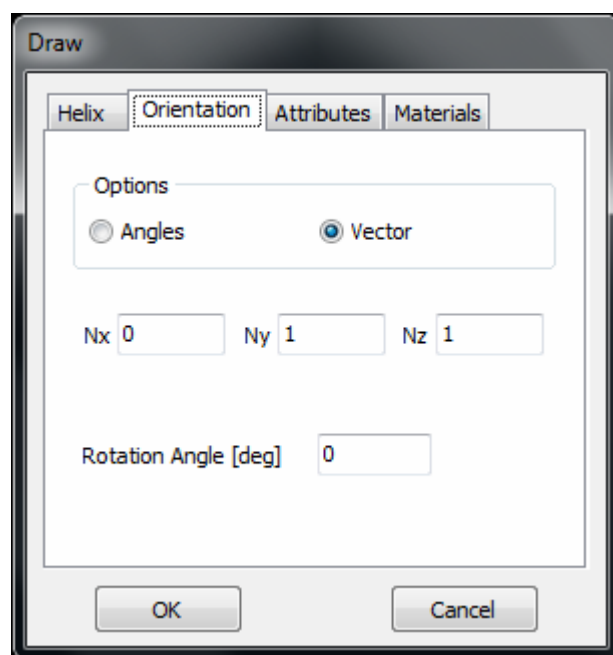 Draw
Helix Orientation Attributes Materials
Options
Angles Vector
Nx 0 Ny 1 Nz 1
Rotation Angle [deg] 0
OK Cancel